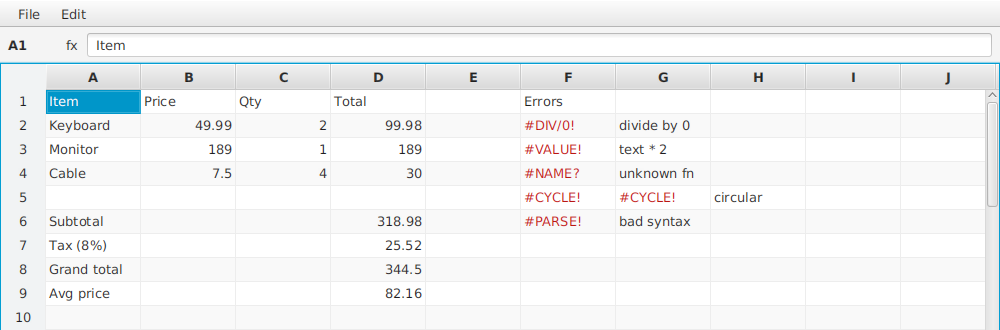 File Edit
A1 fx Item
A B C D E F G H I J
1 Item Price Qty Total Errors
2 Keyboard 49.99 2 99.98 #DIV/0! divide by 0
3 Monitor 189 1 189 #VALUE! text * 2
4 Cable 7.5 4 30 #NAME? unknown fn
5 #CYCLE! #CYCLE! circular
6 Subtotal 318.98 #PARSE! bad syntax
7 Tax (8%) 25.52
8 Grand total 344.5
9 Avg price 82.16
10